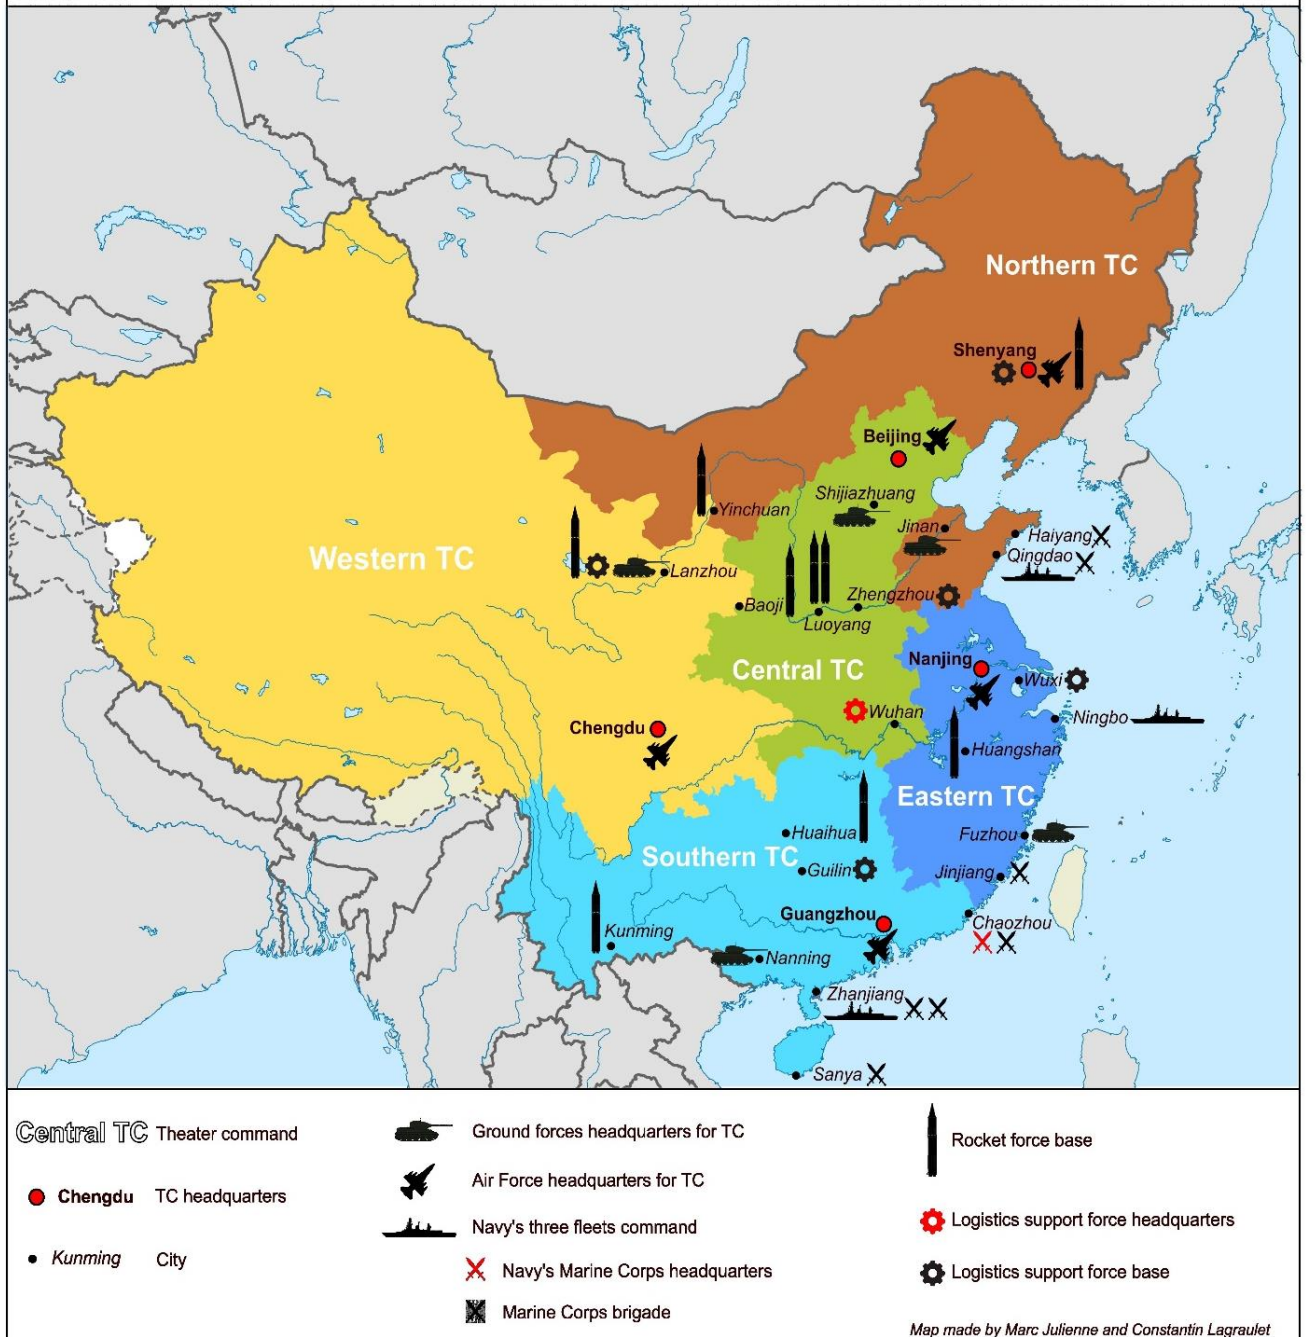 Northern TC
Shenyang
Beijing
Shijiazhuang
Yinchuan
Jinan
Haiyang
Qingdao
Western TC
Lanzhou
Baoji
Zhengzhou
Luoyang
Nanjing
Central TC
Wuxi
Wuhan
Ningbo
Chengdu
Huangshan
Eastern TC
Huaihua
Fuzhou
Southern TC
Guilin
Jinjiang
Guangzhou
Chaozhou
Kunming
Nanning
Zhanjiang
Sanya
Central TC Theater command
Chengdu TC headquarters
Kunming City
Ground forces headquarters for TC
Air Force headquarters for TC
Navy's three fleets command
Navy's Marine Corps headquarters
Marine Corps brigade
Rocket force base
Logistics support force headquarters
Logistics support force base
Map made by Marc Julienne and Constantin Lagraulet